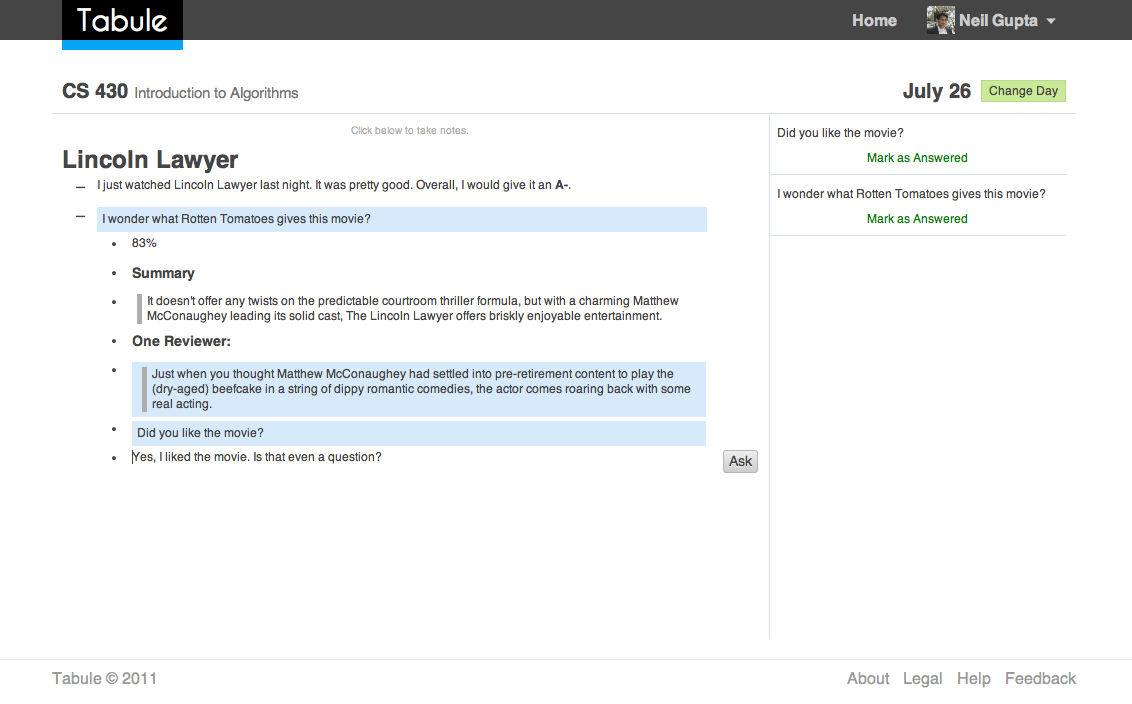 Tabule
Home
Neil Gupta
CS 430 Introduction to Algorithms
July 26
Change Day
Click below to take notes.
Lincoln Lawyer
– I just watched Lincoln Lawyer last night. It was pretty good. Overall, I would give it an A-.
– I wonder what Rotten Tomatoes gives this movie?
• 83%
• Summary
• It doesn't offer any twists on the predictable courtroom thriller formula, but with a charming Matthew
McConaughey leading its solid cast, The Lincoln Lawyer offers briskly enjoyable entertainment.
• One Reviewer:
• Just when you thought Matthew McConaughey had settled into pre-retirement content to play the
(dry-aged) beefcake in a string of dippy romantic comedies, the actor comes roaring back with some
real acting.
• Did you like the movie?
• Yes, I liked the movie. Is that even a question?
Ask
Did you like the movie?
Mark as Answered
I wonder what Rotten Tomatoes gives this movie?
Mark as Answered
Tabule © 2011
About Legal Help Feedback